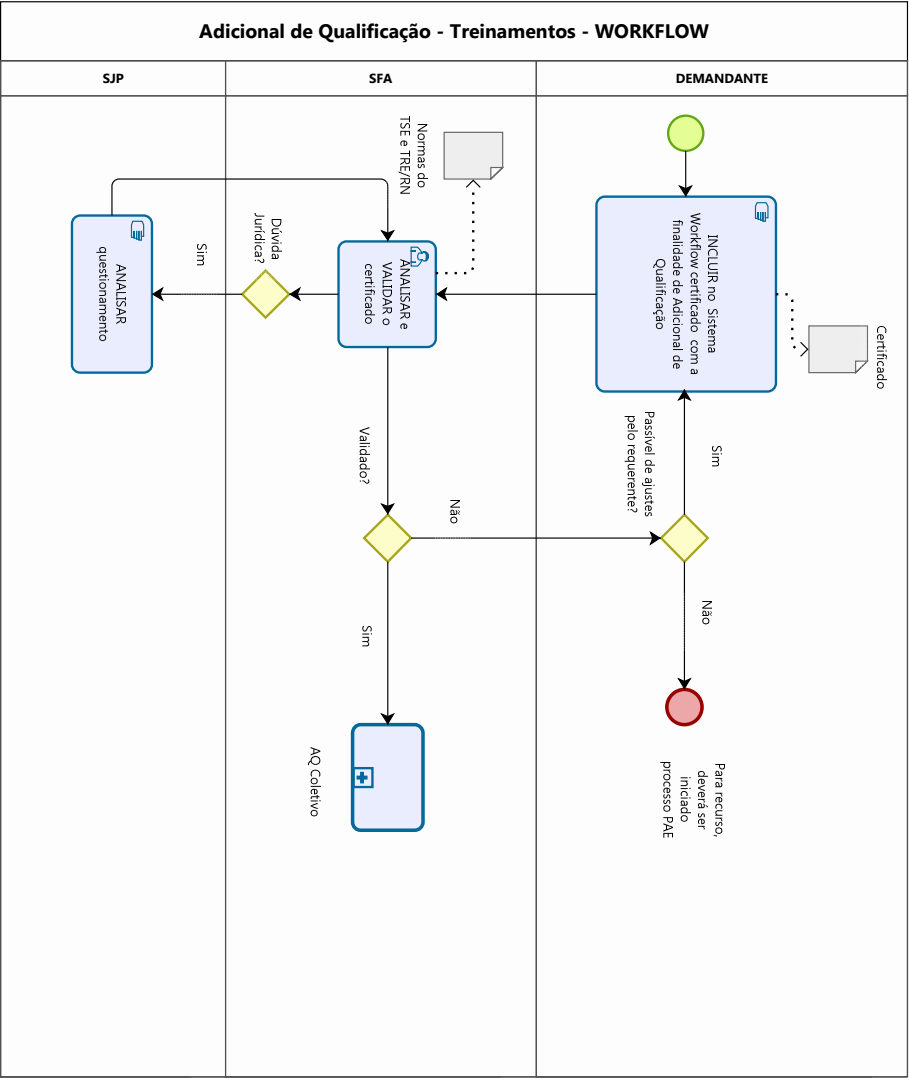 Adicional de Qualificação - Treinamentos - WORKFLOW
SJP
SFA
DEMANDANTE
Normas do
TSE e TRE/RN
INCLUIR no Sistema
Workflow certificado com a
finalidade de Adicional de
Qualificação
Certificado
ANALISAR e
VALIDAR o
certificado
Dúvida
Jurídica?
Sim
ANALISAR
questionamento
Validado?
Não
Passível de ajustes
pelo requerente?
Sim
Não
Sim
AQ Coletivo
Para recurso,
deverá ser
iniciado
processo PAE